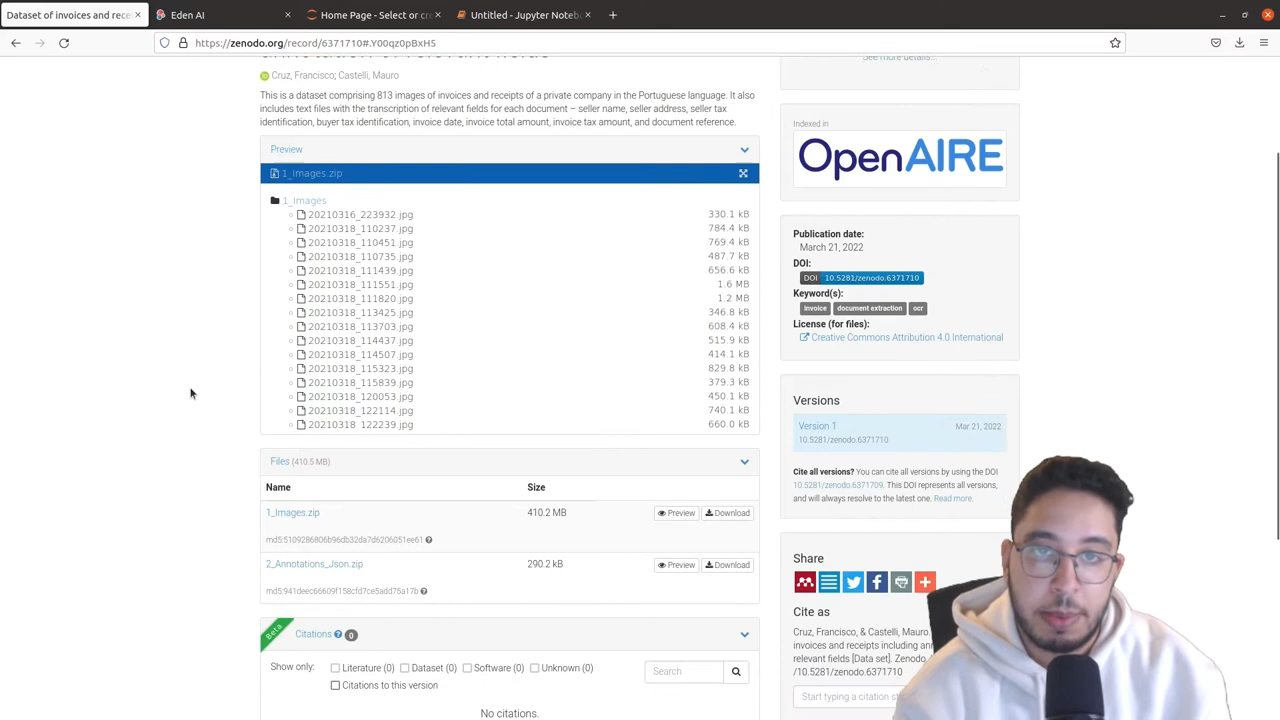 Dataset of invoices and rece
Eden AI
Home Page - Select or cr
Untitled - Jupyter Noteb
https://zenodo.org/record/6371710#.Y00qz0pBxHS
Cruz, Francisco; Castelli, Mauro
This is a dataset comprising 813 images of invoices and receipts of a private company in the Portuguese language. It also
includes text files with the transcription of relevant fields for each document – seller name, seller address, seller tax
identification, buyer tax identification, invoice date, invoice total amount, invoice tax amount, and document reference.
Preview
1_Images.zip
1_Images
20210316_223932.jpg 330.1 kB
20210318_110237.jpg 784.4 kB
20210318_110451.jpg 769.4 kB
20210318_110735.jpg 487.7 kB
20210318_111439.jpg 656.6 kB
20210318_111551.jpg 1.6 MB
20210318_111820.jpg 1.2 MB
20210318_113425.jpg 346.8 kB
20210318_113703.jpg 608.4 kB
20210318_114437.jpg 515.9 kB
20210318_114507.jpg 414.1 kB
20210318_115323.jpg 829.8 kB
20210318_115839.jpg 379.3 kB
20210318_120053.jpg 450.1 kB
20210318_122114.jpg 740.1 kB
20210318_122239.jpg 660.0 kB
Files (410.5 MB)
Name Size
1_Images.zip 410.2 MB Preview Download
md5:5109286806b96db32da7d6206051ee61
2_Annotations_Json.zip 290.2 kB Preview Download
md5:941deec66609f158cfd7ce5add75a17b
Beta
Citations 0
Show only: Literature (0) Dataset (0) Software (0) Unknown (0) Search
Citations to this version
No citations.
See more details...
Indexed in
OpenAIRE
Publication date:
March 21, 2022
DOI:
DOI 10.5281/zenodo.6371710
Keyword(s):
invoice document extraction ocr
License (for files):
Creative Commons Attribution 4.0 International
Versions
Version 1 Mar 21, 2022
10.5281/zenodo.6371710
Cite all versions? You can cite all versions by using the DOI
10.5281/zenodo.6371709. This DOI represents all versions,
and will always resolve to the latest one. Read more.
Share
Cite as
Cruz, Francisco, & Castelli, Mauro.
invoices and receipts including ann
relevant fields [Data set]. Zenodo.
/10.5281/zenodo.6371710
Start typing a citation st